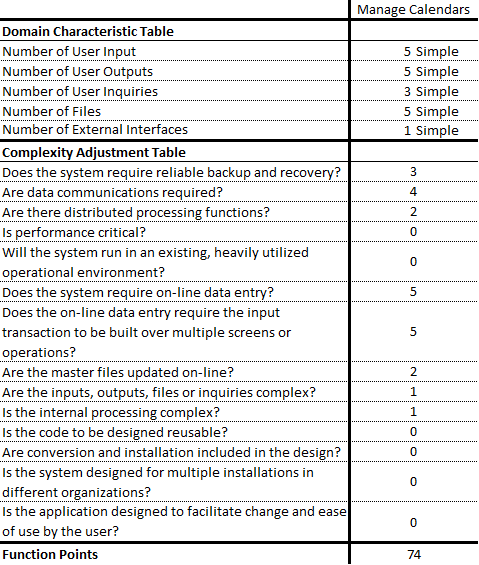 Manage Calendars
Domain Characteristic Table
Number of User Input 5 Simple
Number of User Outputs 5 Simple
Number of User Inquiries 3 Simple
Number of Files 5 Simple
Number of External Interfaces 1 Simple
Complexity Adjustment Table
Does the system require reliable backup and recovery? 3
Are data communications required? 4
Are there distributed processing functions? 2
Is performance critical? 0
Will the system run in an existing, heavily utilized
operational environment? 0
Does the system require on-line data entry? 5
Does the on-line data entry require the input
transaction to be built over multiple screens or 5
operations?
Are the master files updated on-line? 2
Are the inputs, outputs, files or inquiries complex? 1
Is the internal processing complex? 1
Is the code to be designed reusable? 0
Are conversion and installation included in the design? 0
Is the system designed for multiple installations in
different organizations? 0
Is the application designed to facilitate change and ease
of use by the user? 0
Function Points 74